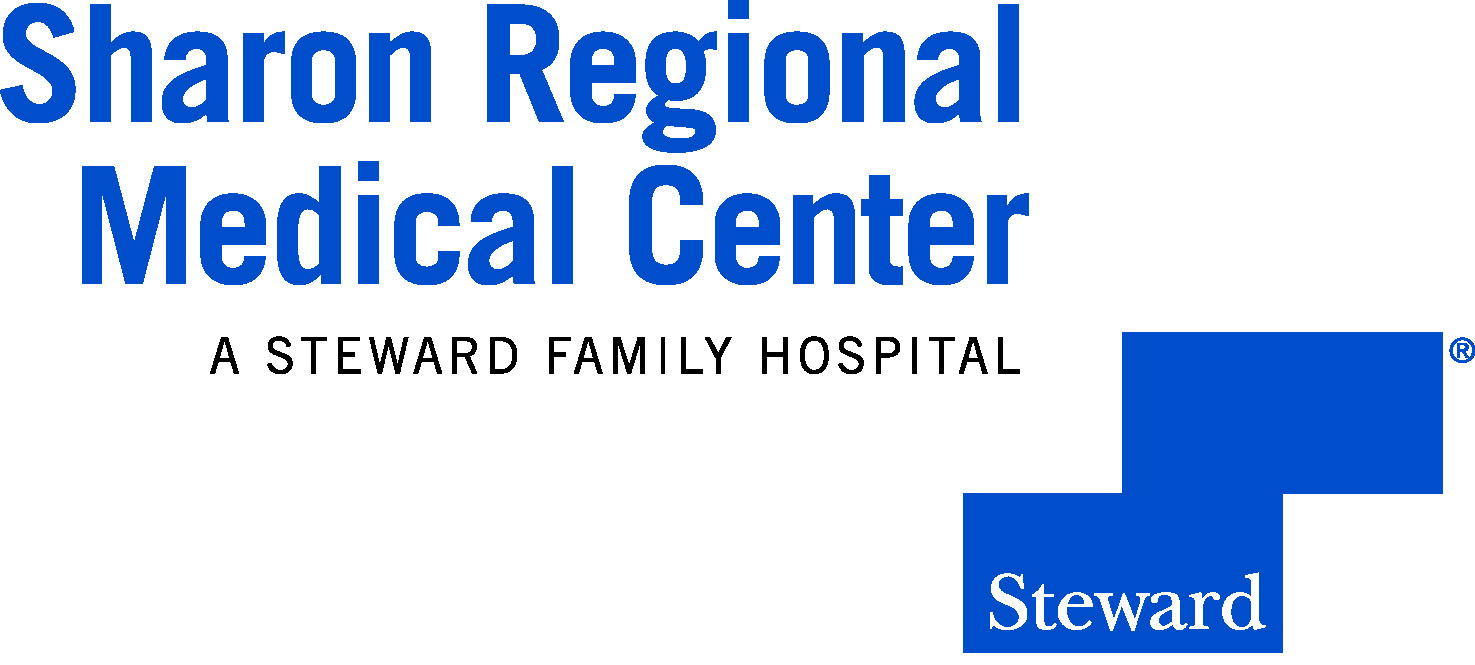 Sharon Regional
Medical Center
A STEWARD FAMILY HOSPITAL
®
Steward